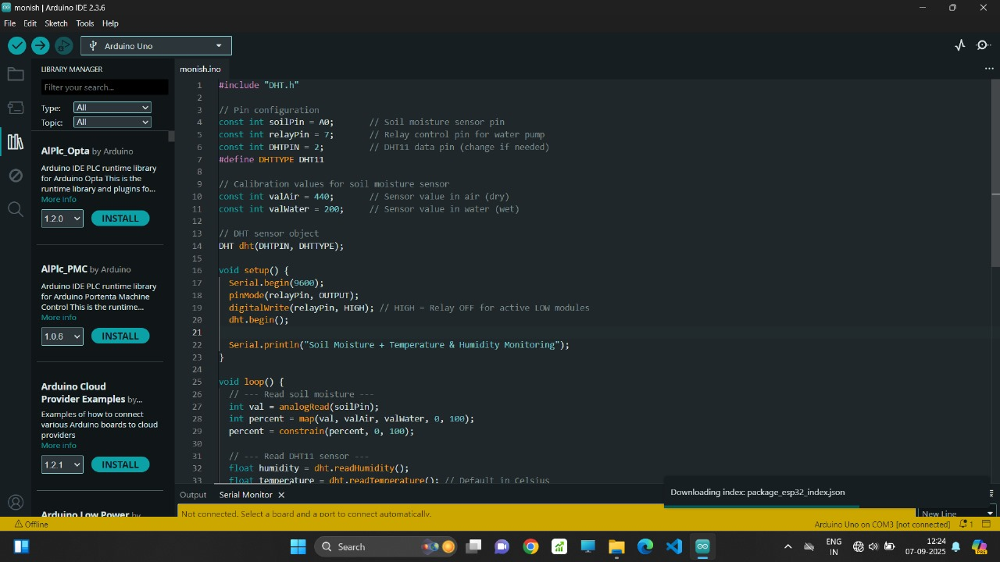 monish | Arduino IDE 2.3.6
File Edit Sketch Tools Help
Arduino Uno
LIBRARY MANAGER
Filter your search...
Type: All
Topic: All
AIPlc_Opta by Arduino
Arduino IDE PLC runtime library
for Arduino Opta This is the
runtime library and plugins fo...
More info
1.2.0 INSTALL
AIPlc_PMC by Arduino
Arduino IDE PLC runtime library
for Arduino Portenta Machine
Control This is the runtime...
More info
1.0.6 INSTALL
Arduino Cloud
Provider Examples by...
Examples of how to connect
various Arduino boards to cloud
providers
More info
1.2.1 INSTALL
Arduino Low Power by
monish.ino
1 #include "DHT.h"
2
3 // Pin configuration
4 const int soilPin = A0; // Soil moisture sensor pin
5 const int relayPin = 7; // Relay control pin for water pump
6 const int DHTPIN = 2; // DHT11 data pin (change if needed)
7 #define DHTTYPE DHT11
8
9 // Calibration values for soil moisture sensor
10 const int valAir = 440; // Sensor value in air (dry)
11 const int valWater = 200; // Sensor value in water (wet)
12
13 // DHT sensor object
14 DHT dht(DHTPIN, DHTTYPE);
15
16 void setup() {
17 Serial.begin(9600);
18 pinMode(relayPin, OUTPUT);
19 digitalWrite(relayPin, HIGH); // HIGH = Relay OFF for active LOW modules
20 dht.begin();
21
22 Serial.println("Soil Moisture + Temperature & Humidity Monitoring");
23 }
24
25 void loop() {
26 // --- Read soil moisture ---
27 int val = analogRead(soilPin);
28 int percent = map(val, valAir, valWater, 0, 100);
29 percent = constrain(percent, 0, 100);
30
31 // --- Read DHT11 sensor ---
32 float humidity = dht.readHumidity();
33 float temperature = dht.readTemperature(); // Default in Celsius
Output Serial Monitor
Downloading index: package_esp32_index.json
Not connected. Select a board and a port to connect automatically.
New Line
Offline
Arduino Uno on COM3 [not connected] 1
Search
ENG
IN
12:24
07-09-2025
PRE